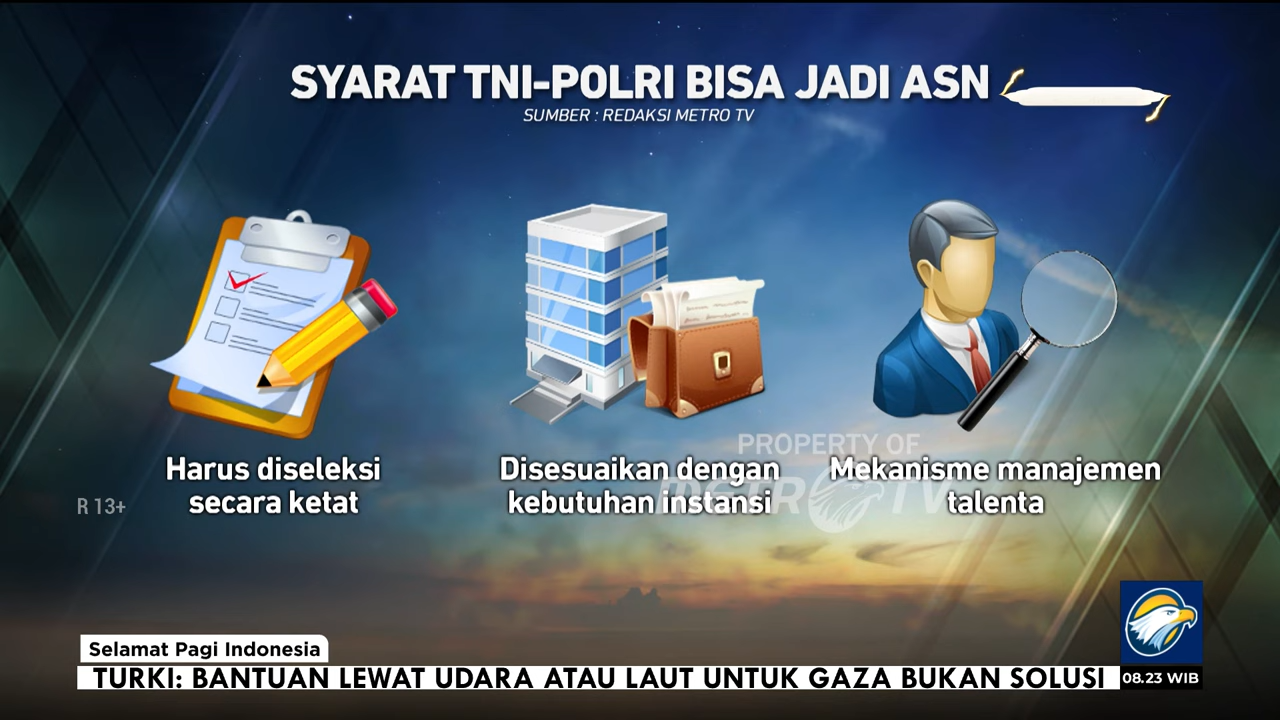 SYARAT TNI-POLRI BISA JADI ASN
SUMBER : REDAKSI METRO TV
Harus diseleksi
secara ketat
Disesuaikan dengan
kebutuhan instansi
Mekanisme manajemen
talenta
PROPERTY OF
METRO TV
R 13+
Selamat Pagi Indonesia
TURKI: BANTUAN LEWAT UDARA ATAU LAUT UNTUK GAZA BUKAN SOLUSI
08.23 WIB